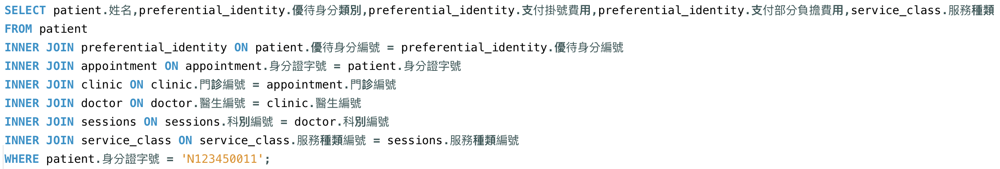 SELECT patient.姓名,preferential_identity.優待身分類別,preferential_identity.支付掛號費用,preferential_identity.支付部分負擔費用,service_class.服務種類
FROM patient
INNER JOIN preferential_identity ON patient.優待身分編號 = preferential_identity.優待身分編號
INNER JOIN appointment ON appointment.身分證字號 = patient.身分證字號
INNER JOIN clinic ON clinic.門診編號 = appointment.門診編號
INNER JOIN doctor ON doctor.醫生編號 = clinic.醫生編號
INNER JOIN sessions ON sessions.科別編號 = doctor.科別編號
INNER JOIN service_class ON service_class.服務種類編號 = sessions.服務種類編號
WHERE patient.身分證字號 = 'N123450011';